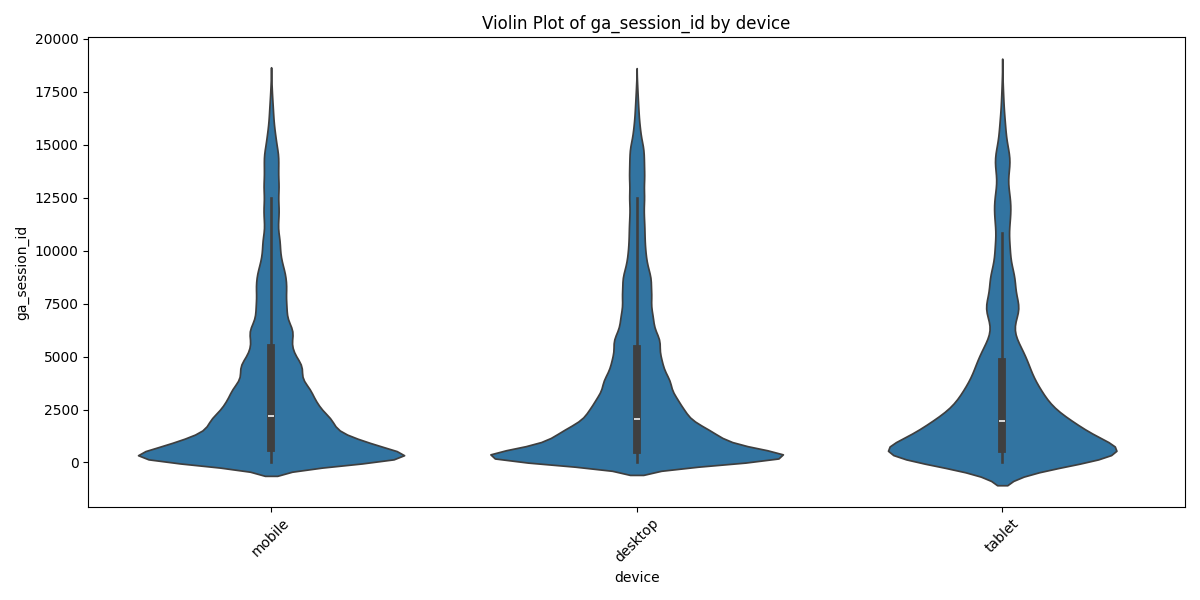 Violin Plot of ga_session_id by device
20000
17500
15000
12500
10000
7500
5000
2500
0
ga_session_id
mobile
desktop
tablet
device